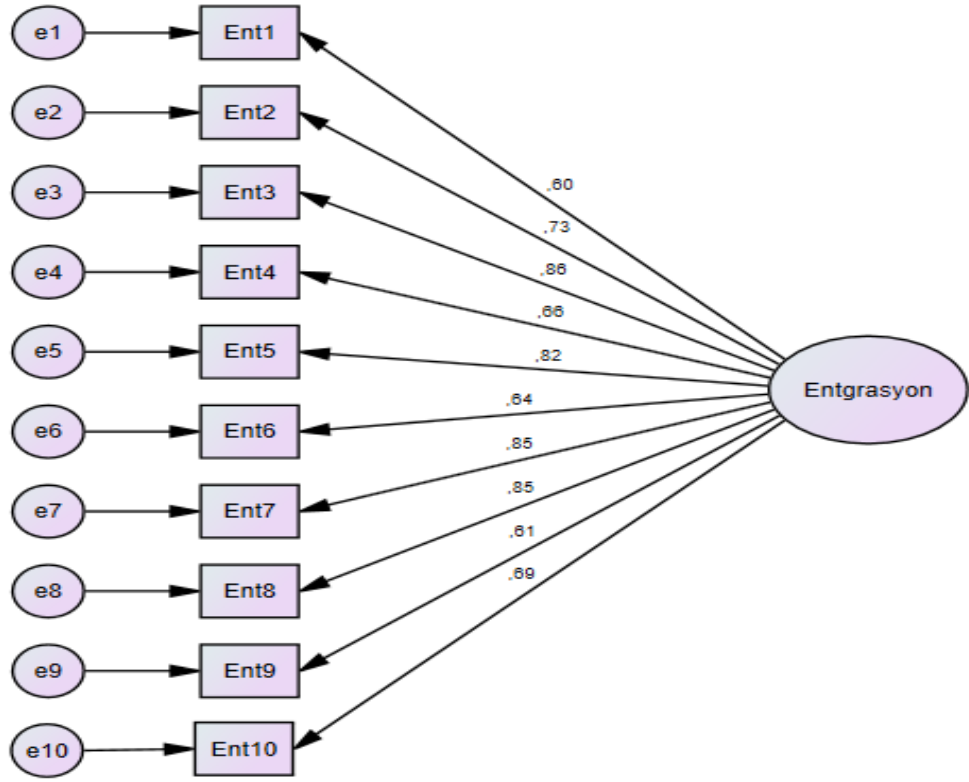 e1 Ent1
e2 Ent2
e3 Ent3
e4 Ent4
e5 Ent5
e6 Ent6
e7 Ent7
e8 Ent8
e9 Ent9
e10 Ent10
,60
,73
,86
,66
,82
,64
,85
,85
,61
,69
Entgrasyon